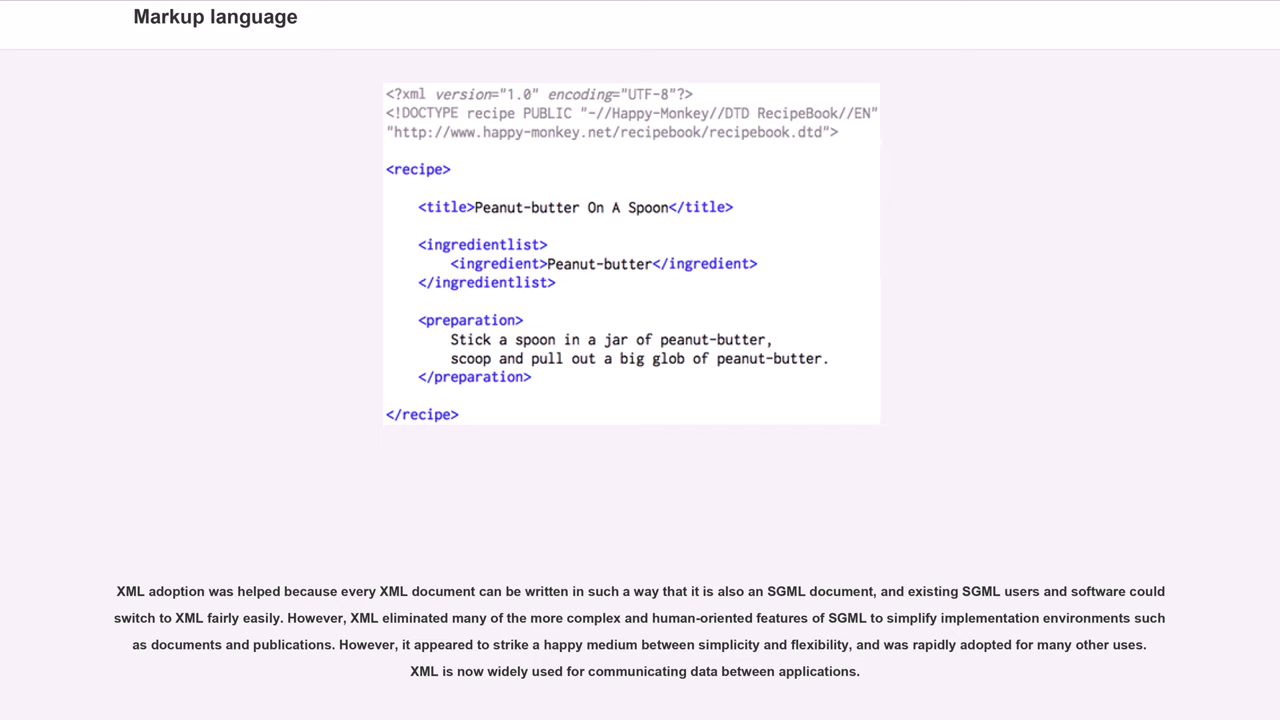 Markup language
<?xml version="1.0" encoding="UTF-8"?>
<!DOCTYPE recipe PUBLIC "-//Happy-Monkey//DTD RecipeBook//EN"
"http://www.happy-monkey.net/recipebook/recipebook.dtd">
<recipe>
<title>Peanut-butter On A Spoon</title>
<ingredientlist>
<ingredient>Peanut-butter</ingredient>
</ingredientlist>
<preparation>
Stick a spoon in a jar of peanut-butter,
scoop and pull out a big glob of peanut-butter.
</preparation>
</recipe>
XML adoption was helped because every XML document can be written in such a way that it is also an SGML document, and existing SGML users and software could
switch to XML fairly easily. However, XML eliminated many of the more complex and human-oriented features of SGML to simplify implementation environments such
as documents and publications. However, it appeared to strike a happy medium between simplicity and flexibility, and was rapidly adopted for many other uses.
XML is now widely used for communicating data between applications.